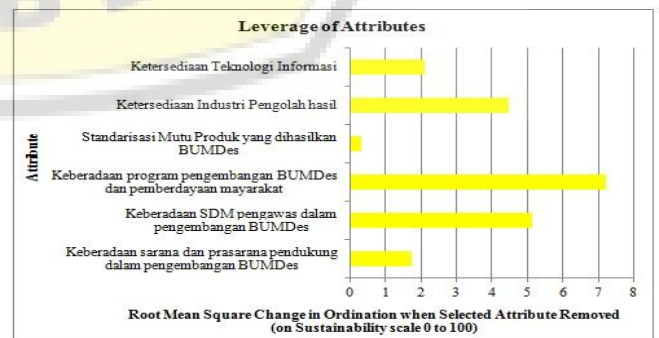 Leverage of Attributes
Attribute
Ketersediaan Teknologi Informasi
Ketersediaan Industri Pengolah hasil
Standarisasi Mutu Produk yang dihasilkan
BUMDes
Keberadaan program pengembangan BUMDes
dan pemberdayaan mayarakat
Keberadaan SDM pengawas dalam
pengembangan BUMDes
Keberadaan sarana dan prasarana pendukung
dalam pengembangan BUMDes
0 1 2 3 4 5 6 7 8
Root Mean Square Change in Ordination when Selected Attribute Removed
(on Sustainability scale 0 to 100)